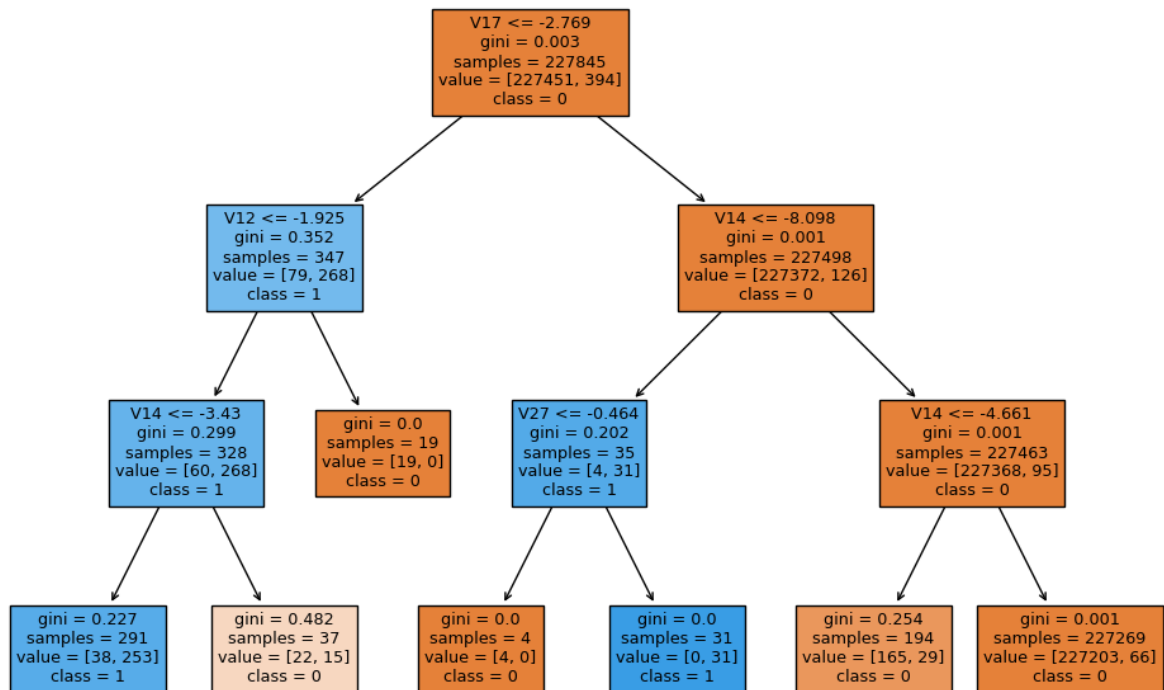 V17 <= -2.769
gini = 0.003
samples = 227845
value = [227451, 394]
class = 0
V12 <= -1.925
gini = 0.352
samples = 347
value = [79, 268]
class = 1
V14 <= -8.098
gini = 0.001
samples = 227498
value = [227372, 126]
class = 0
V14 <= -3.43
gini = 0.299
samples = 328
value = [60, 268]
class = 1
gini = 0.0
samples = 19
value = [19, 0]
class = 0
V27 <= -0.464
gini = 0.202
samples = 35
value = [4, 31]
class = 1
V14 <= -4.661
gini = 0.001
samples = 227463
value = [227368, 95]
class = 0
gini = 0.227
samples = 291
value = [38, 253]
class = 1
gini = 0.482
samples = 37
value = [22, 15]
class = 0
gini = 0.0
samples = 4
value = [4, 0]
class = 0
gini = 0.0
samples = 31
value = [0, 31]
class = 1
gini = 0.254
samples = 194
value = [165, 29]
class = 0
gini = 0.001
samples = 227269
value = [227203, 66]
class = 0